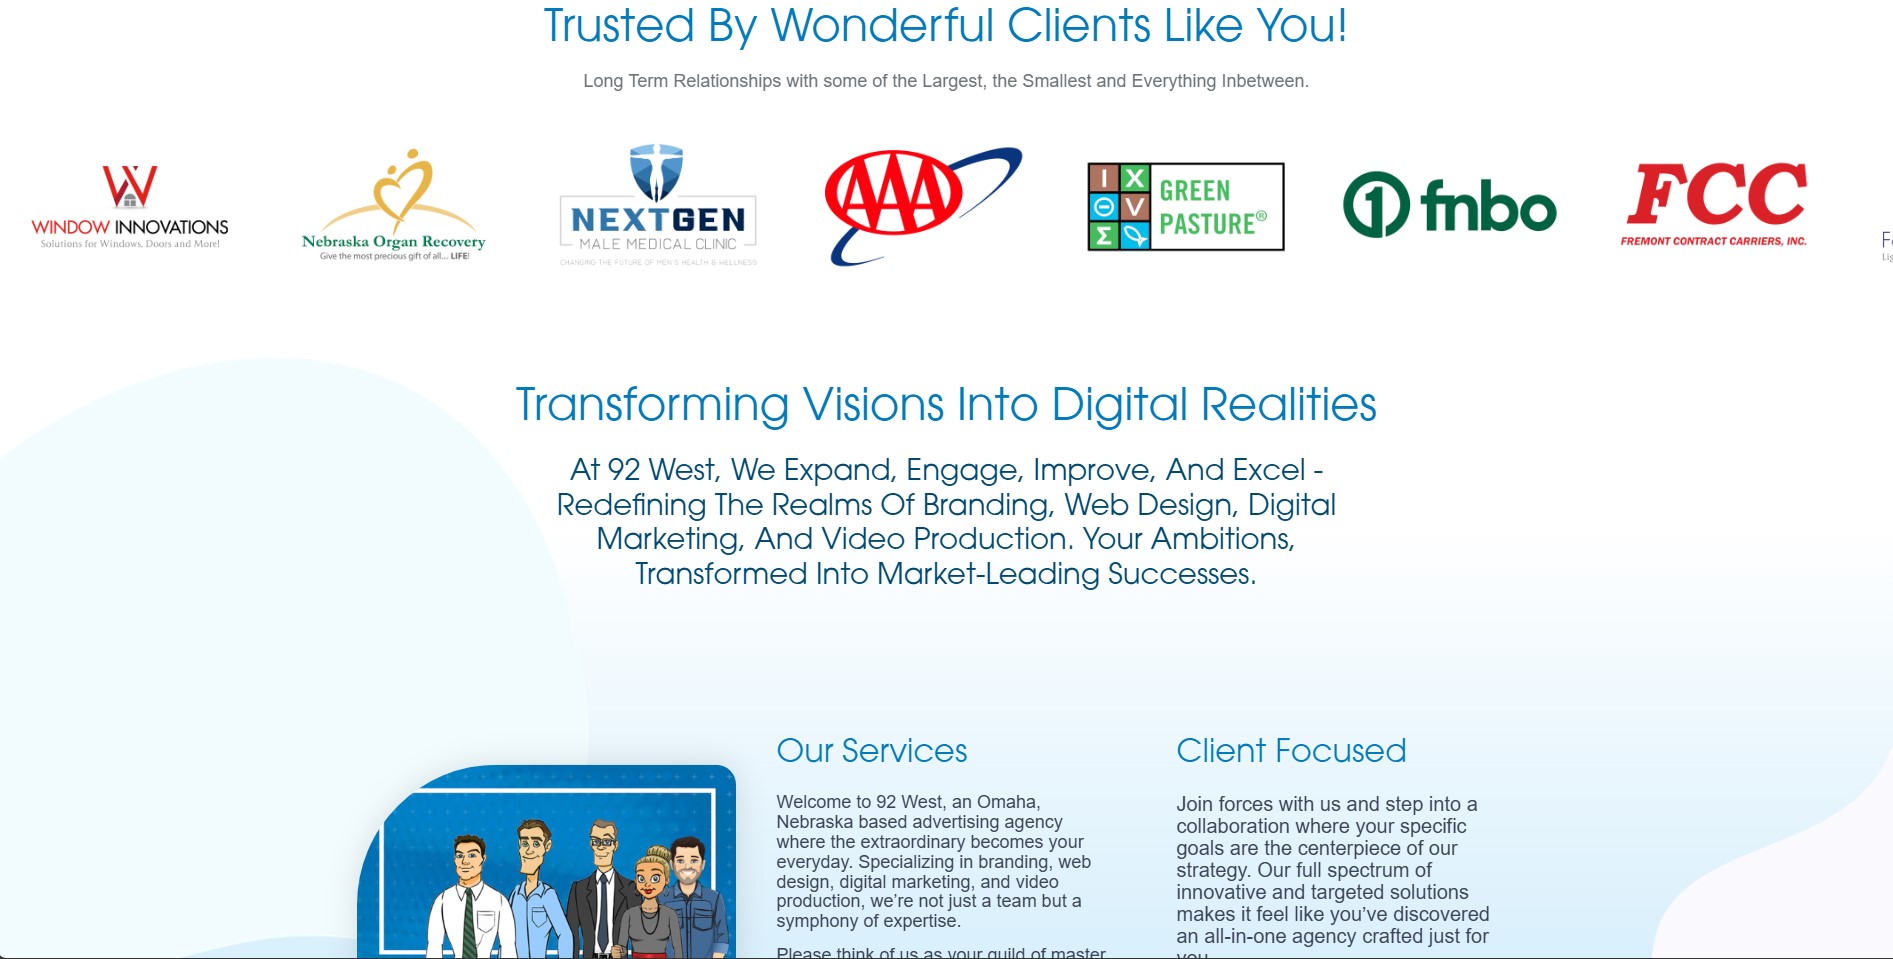 Trusted By Wonderful Clients Like You!
Long Term Relationships with some of the Largest, the Smallest and Everything Inbetween.
W
WINDOW INNOVATIONS
Solutions for Windows, Doors and More!
Nebraska Organ Recovery
Give the most precious gift of all... LIFE!
NEXTGEN
MALE MEDICAL CLINIC
CHANGING THE FUTURE OF MEN'S HEALTH & WELLNESS
AAA
I X
Θ V
Σ
GREEN
PASTURE®
1 fnbo
FCC
FREMONT CONTRACT CARRIERS, INC.
Transforming Visions Into Digital Realities
At 92 West, We Expand, Engage, Improve, And Excel -
Redefining The Realms Of Branding, Web Design, Digital
Marketing, And Video Production. Your Ambitions,
Transformed Into Market-Leading Successes.
Our Services
Welcome to 92 West, an Omaha,
Nebraska based advertising agency
where the extraordinary becomes your
everyday. Specializing in branding, web
design, digital marketing, and video
production, we're not just a team but a
symphony of expertise.
Please think of us as your guild of master
Client Focused
Join forces with us and step into a
collaboration where your specific
goals are the centerpiece of our
strategy. Our full spectrum of
innovative and targeted solutions
makes it feel like you've discovered
an all-in-one agency crafted just for